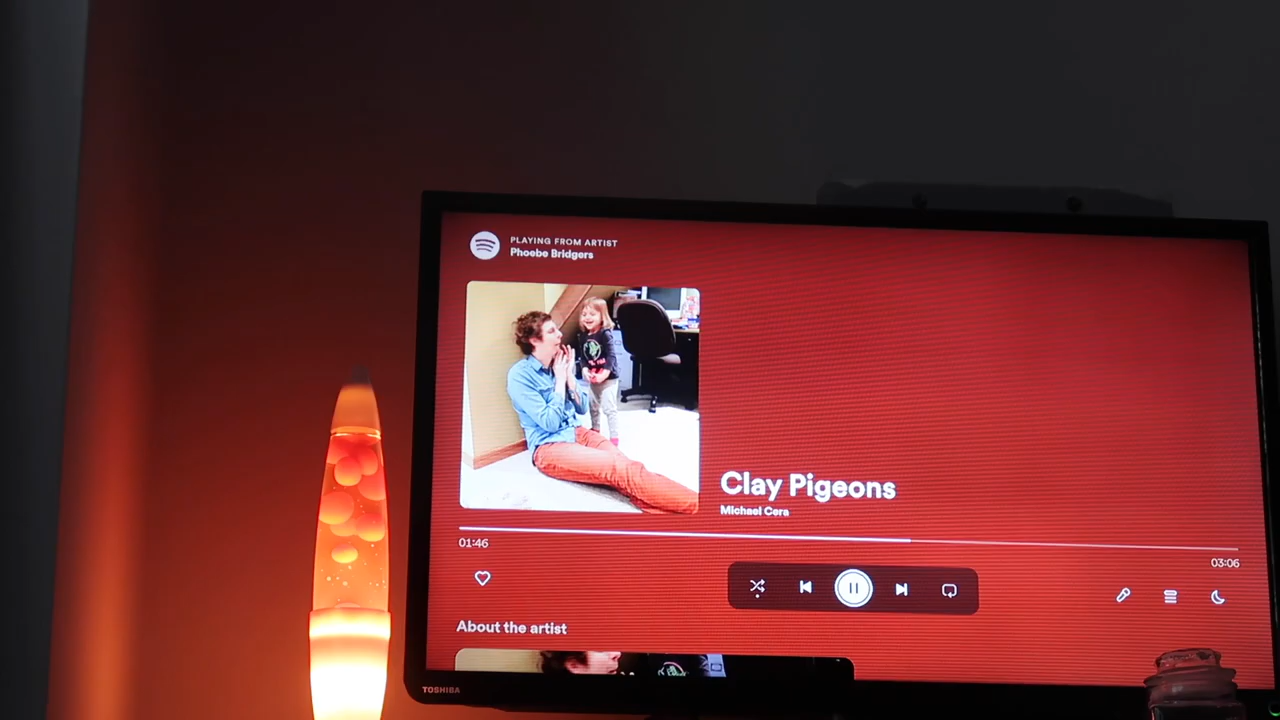 PLAYING FROM ARTIST
Phoebe Bridgers
Clay Pigeons
Michael Cera
01:46
03:06
About the artist
TOSHIBA